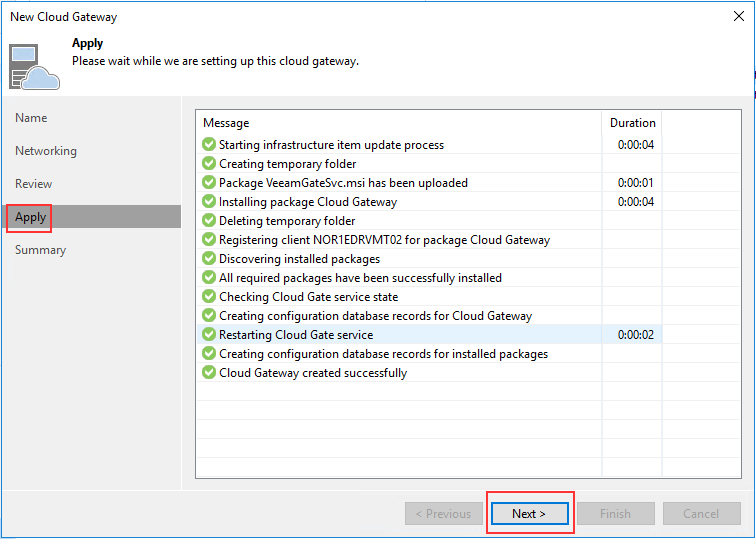 New Cloud Gateway
Apply
Please wait while we are setting up this cloud gateway.
Name
Networking
Review
Apply
Summary
Message Duration
Starting infrastructure item update process 0:00:04
Creating temporary folder
Package VeeamGateSvc.msi has been uploaded 0:00:01
Installing package Cloud Gateway 0:00:04
Deleting temporary folder
Registering client NOR1EDRVMT02 for package Cloud Gateway
Discovering installed packages
All required packages have been successfully installed
Checking Cloud Gate service state
Creating configuration database records for Cloud Gateway
Restarting Cloud Gate service 0:00:02
Creating configuration database records for installed packages
Cloud Gateway created successfully
< Previous Next > Finish Cancel